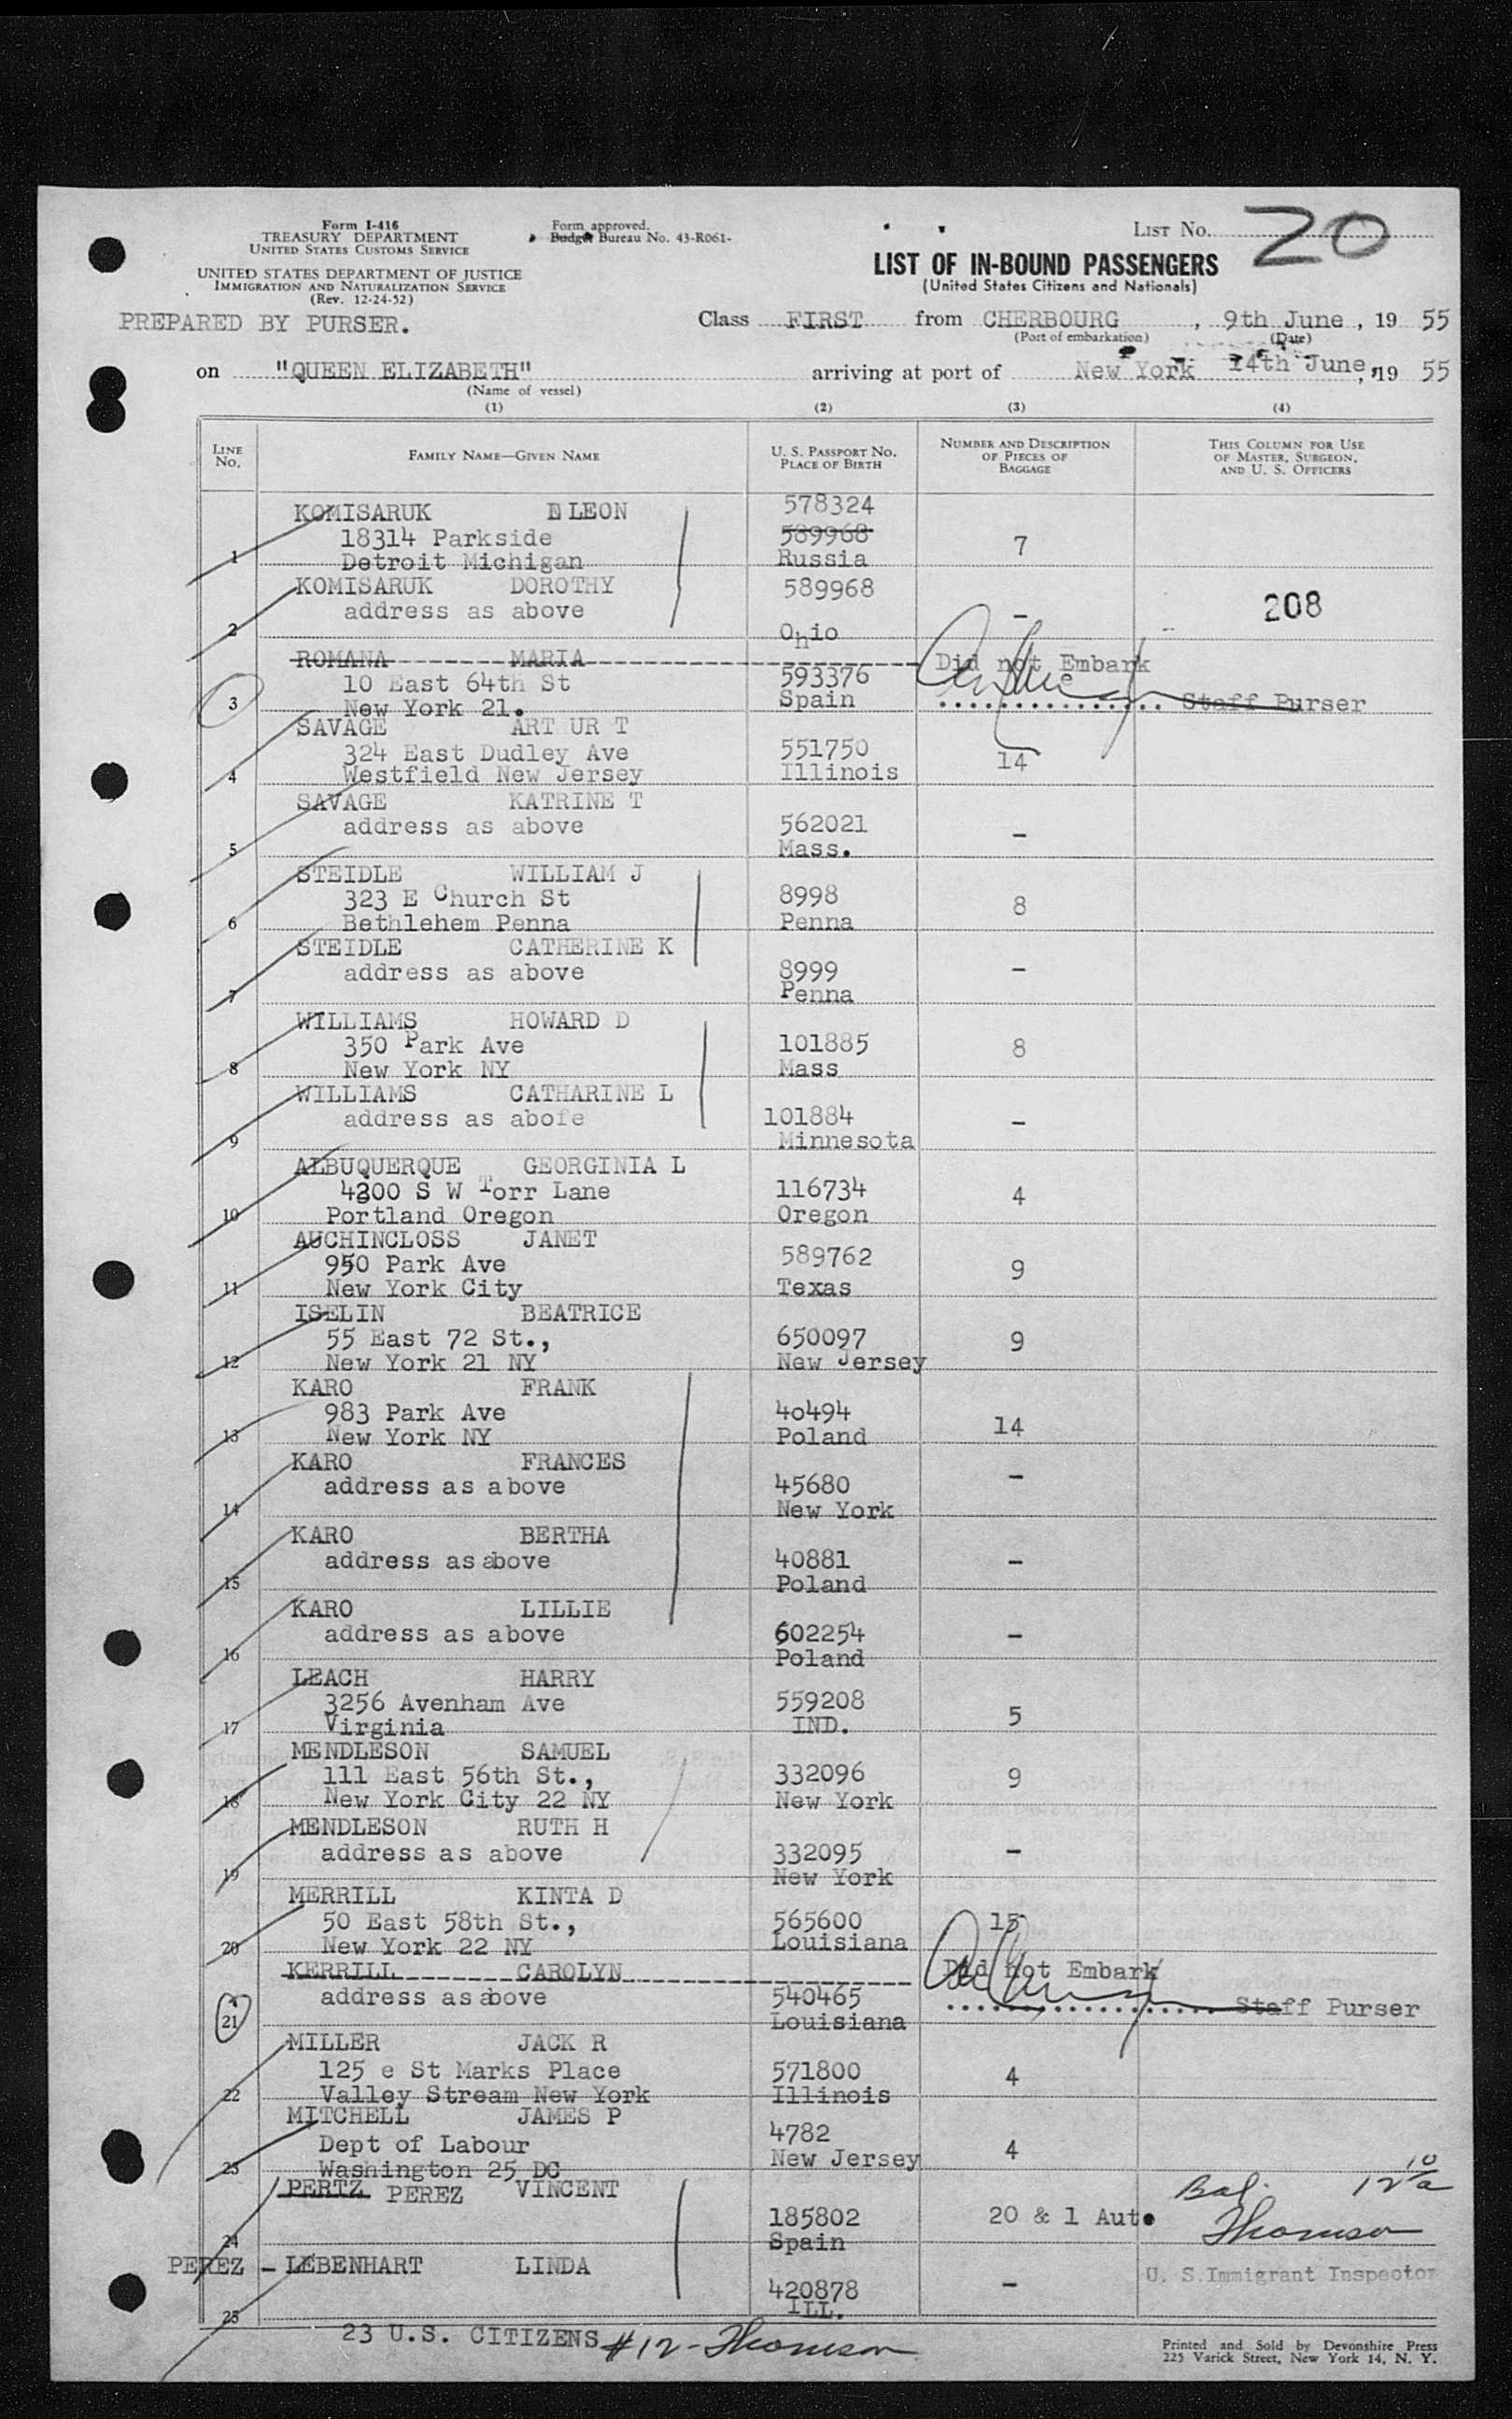 Form I-416
TREASURY DEPARTMENT
UNITED STATES CUSTOMS SERVICE
UNITED STATES DEPARTMENT OF JUSTICE
IMMIGRATION AND NATURALIZATION SERVICE
(Rev. 12-24-52)
Form approved.
Budget Bureau No. 43-R061-
LIST No. 20
LIST OF IN-BOUND PASSENGERS
(United States Citizens and Nationals)
PREPARED BY PURSER.
Class FIRST from CHERBOURG, 9th June, 19 55
(Port of embarkation) (Date)
on "QUEEN ELIZABETH" arriving at port of New York 14th June, 19 55
(Name of vessel)
(1) (2) (3) (4)
LINE No. FAMILY NAME—GIVEN NAME U. S. PASSPORT NO. PLACE OF BIRTH NUMBER AND DESCRIPTION OF PIECES OF BAGGAGE THIS COLUMN FOR USE OF MASTER, SURGEON, AND U. S. OFFICERS
KOMISARUK LEON 578324
18314 Parkside 589968
1 Detroit Michigan Russia 7
KOMISARUK DOROTHY 589968
address as above - 208
2 Ohio
ROMANA MARIA Did not Embark
10 East 64th St 593376
3 New York 21. Spain Staff Purser
SAVAGE ART UR T
324 East Dudley Ave 551750
4 Westfield New Jersey Illinois 14
SAVAGE KATRINE T
address as above 562021 -
5 Mass.
STEIDLE WILLIAM J
323 E Church St 8998 8
6 Bethlehem Penna Penna
STEIDLE CATHERINE K
address as above 8999 -
7 Penna
WILLIAMS HOWARD D
350 Park Ave 101885 8
8 New York NY Mass
WILLIAMS CATHARINE L
address as abofe 101884 -
9 Minnesota
ALBUQUERQUE GEORGINIA L
4300 S W Torr Lane 116734 4
10 Portland Oregon Oregon
AUCHINCLOSS JANET
950 Park Ave 589762 9
11 New York City Texas
ISELIN BEATRICE
55 East 72 St., 650097 9
12 New York 21 NY New Jersey
KARO FRANK
983 Park Ave 40494 14
13 New York NY Poland
KARO FRANCES
address as above 45680 -
14 New York
KARO BERTHA
address as above 40881 -
15 Poland
KARO LILLIE
address as above 602254 -
16 Poland
LEACH HARRY
3256 Avenham Ave 559208 5
17 Virginia IND.
MENDLESON SAMUEL
111 East 56th St., 332096 9
18 New York City 22 NY New York
MENDLESON RUTH H
address as above 332095 -
19 New York
MERRILL KINTA D
50 East 58th St., 565600 15
20 New York 22 NY Louisiana
KERRILL CAROLYN Did not Embark
address as above 540465
21 Louisiana Staff Purser
MILLER JACK R
125 e St Marks Place 571800 4
22 Valley Stream New York Illinois
MITCHELL JAMES P
Dept of Labour 4782 4
23 Washington 25 DC New Jersey
PERTZ PEREZ VINCENT Bal. 12
185802 20 & 1 Auto Thomson
24 Spain
PEREZ - LEBENHART LINDA U. S. Immigrant Inspector
420878 -
25 ILL.
23 U.S. CITIZENS #12- Thomson
Printed and Sold by Devonshire Press
225 Varick Street, New York 14, N. Y.